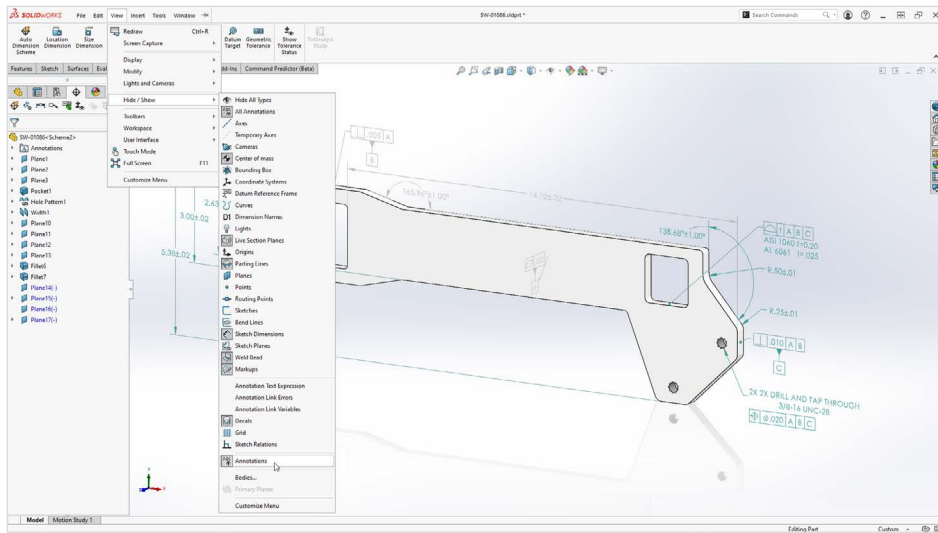 SOLIDWORKS File Edit View Insert Tools Window
SW-01086.sldprt *
Search Commands
Auto Dimension Scheme
Location Dimension
Size Dimension
Datum Target
Geometric Tolerance
Show Tolerance Status
TolAnalyst Study
Features Sketch Surfaces
Command Predictor (Beta)
Redraw Ctrl+R
Screen Capture
Display
Modify
Lights and Cameras
Hide / Show
Toolbars
Workspace
User Interface
Touch Mode
Full Screen F11
Customize Menu
Hide All Types
All Annotations
Axes
Temporary Axes
Cameras
Center of mass
Bounding Box
Coordinate Systems
Datum Reference Frame
Curves
Dimension Names
Lights
Live Section Planes
Origins
Parting Lines
Planes
Points
Routing Points
Sketches
Bend Lines
Sketch Dimensions
Sketch Planes
Weld Bead
Markups
Annotation Text Expression
Annotation Link Errors
Annotation Link Variables
Decals
Grid
Sketch Relations
Annotations
Bodies...
Primary Planes
Customize Menu
SW-01086<Scheme2>
Annotations
Plane1
Plane2
Plane3
Pocket1
Hole Pattern1
Width1
Plane10
Plane11
Plane12
Plane13
Fillet6
Fillet7
Plane14(-)
Plane15(-)
Plane16(-)
Plane17(-)
.005 A
B
165.96°±1.00°
14.10±.02
2.63
3.00±.02
5.38±.02
138.68°±1.00°
1 A B C
AISI 1060 t=0.20
Al 6061 t=.025
R.50±.01
R.25±.01
.010 A B
C
2X 2X DRILL AND TAP THROUGH
3/8-16 UNC-2B
⌀.020 A B C
Model Motion Study 1
Editing Part
Custom